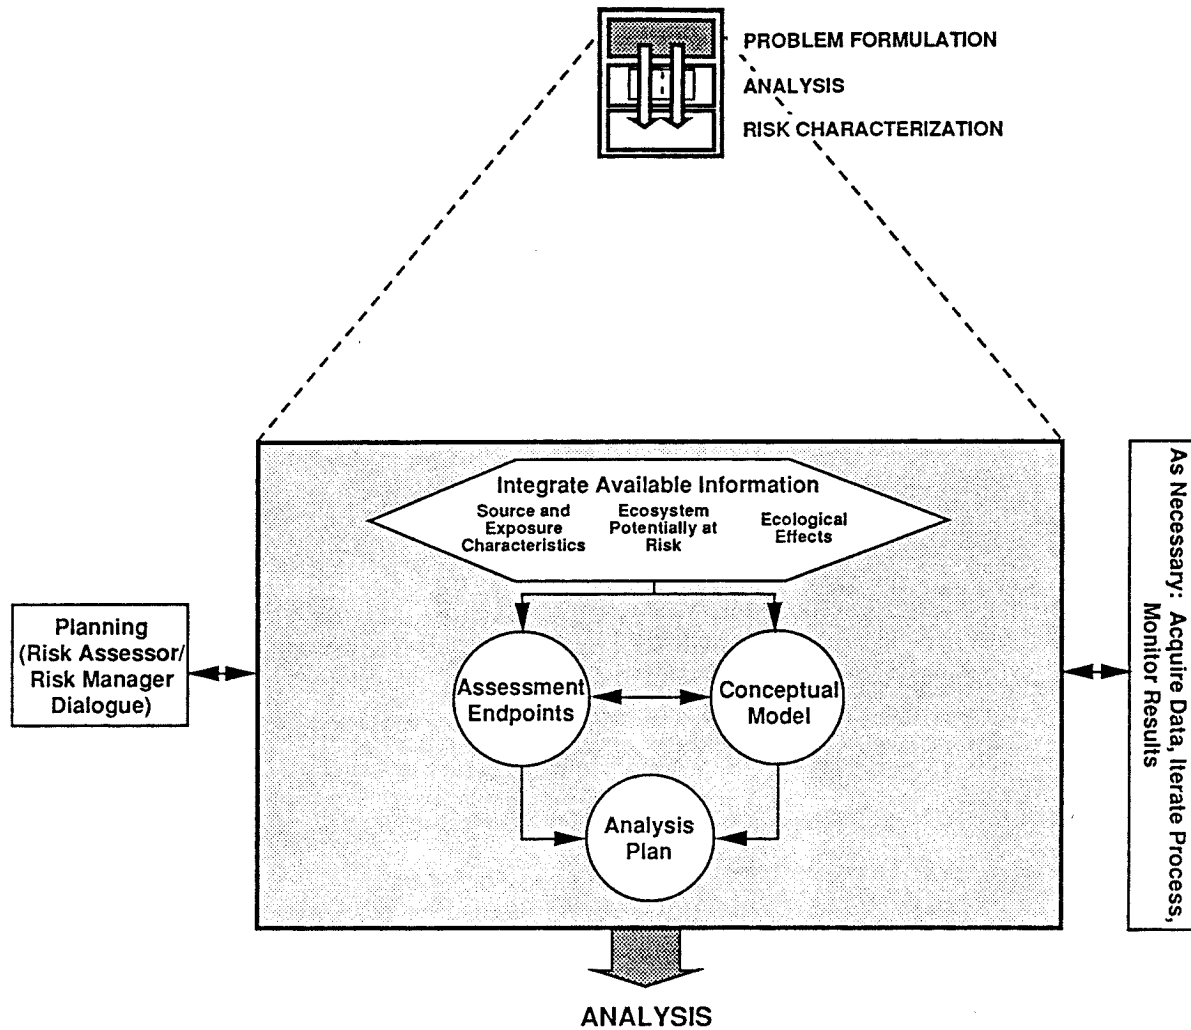 PROBLEM FORMULATION
ANALYSIS
RISK CHARACTERIZATION
Integrate Available Information
Source and
Exposure
Characteristics
Ecosystem
Potentially at
Risk
Ecological
Effects
Planning
(Risk Assessor/
Risk Manager
Dialogue)
Assessment
Endpoints
Conceptual
Model
Analysis
Plan
As Necessary: Acquire Data, Iterate Process,
Monitor Results
ANALYSIS